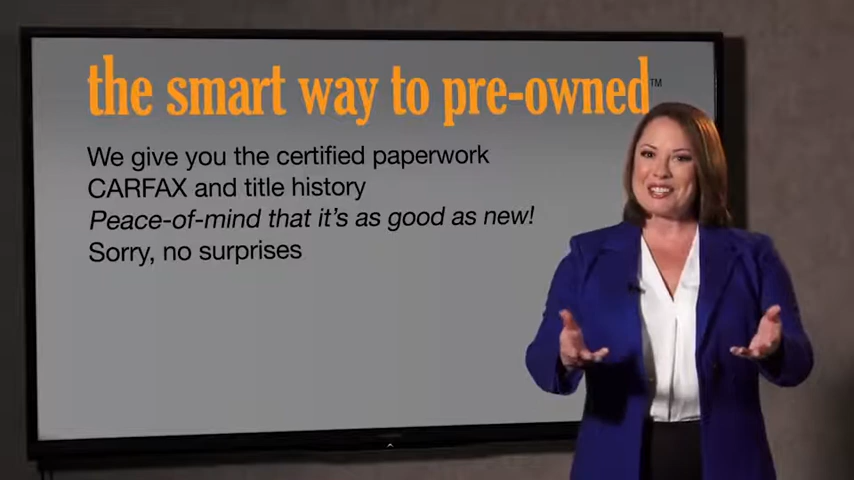 the smart way to pre-owned™
We give you the certified paperwork
CARFAX and title history
Peace-of-mind that it's as good as new!
Sorry, no surprises